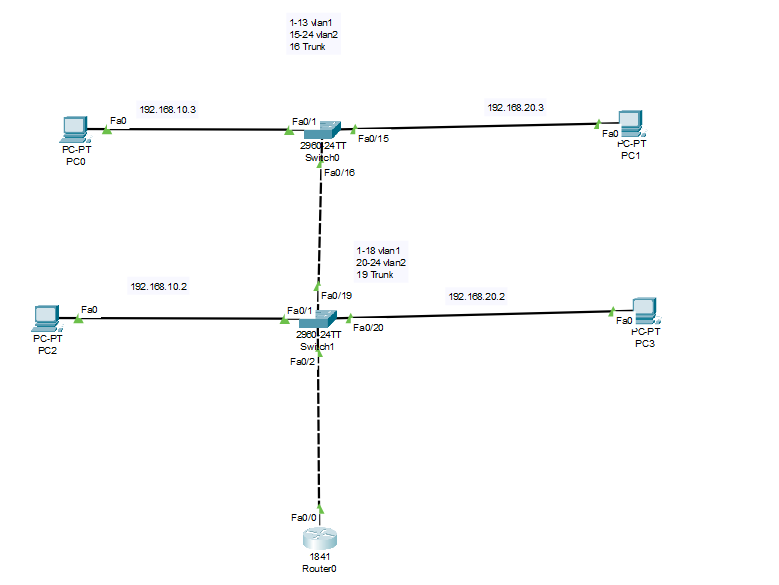 1-13 vlan1
15-24 vlan2
16 Trunk
192.168.10.3
192.168.20.3
Fa0
Fa0/1
Fa0/15
Fa0
PC-PT
PC0
2960-24TT
Switch0
PC-PT
PC1
Fa0/16
1-18 vlan1
20-24 vlan2
19 Trunk
192.168.10.2
192.168.20.2
Fa0/19
Fa0
Fa0/1
Fa0/20
Fa0
PC-PT
PC2
2960-24TT
Switch1
PC-PT
PC3
Fa0/2
Fa0/0
1841
Router0